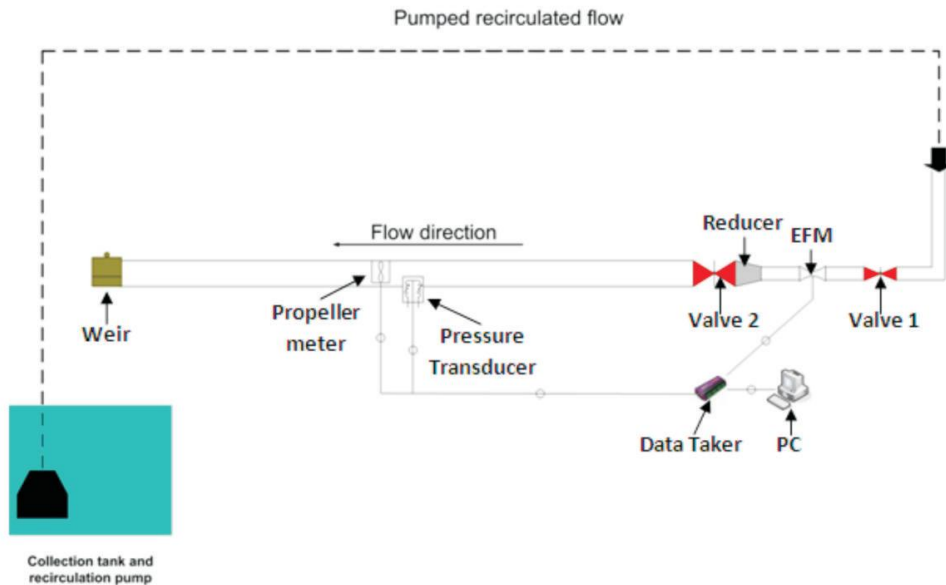 Pumped recirculated flow
Reducer
EFM
Flow direction
Weir
Propeller
meter
Pressure
Transducer
Valve 2
Valve 1
Data Taker
PC
Collection tank and
recirculation pump